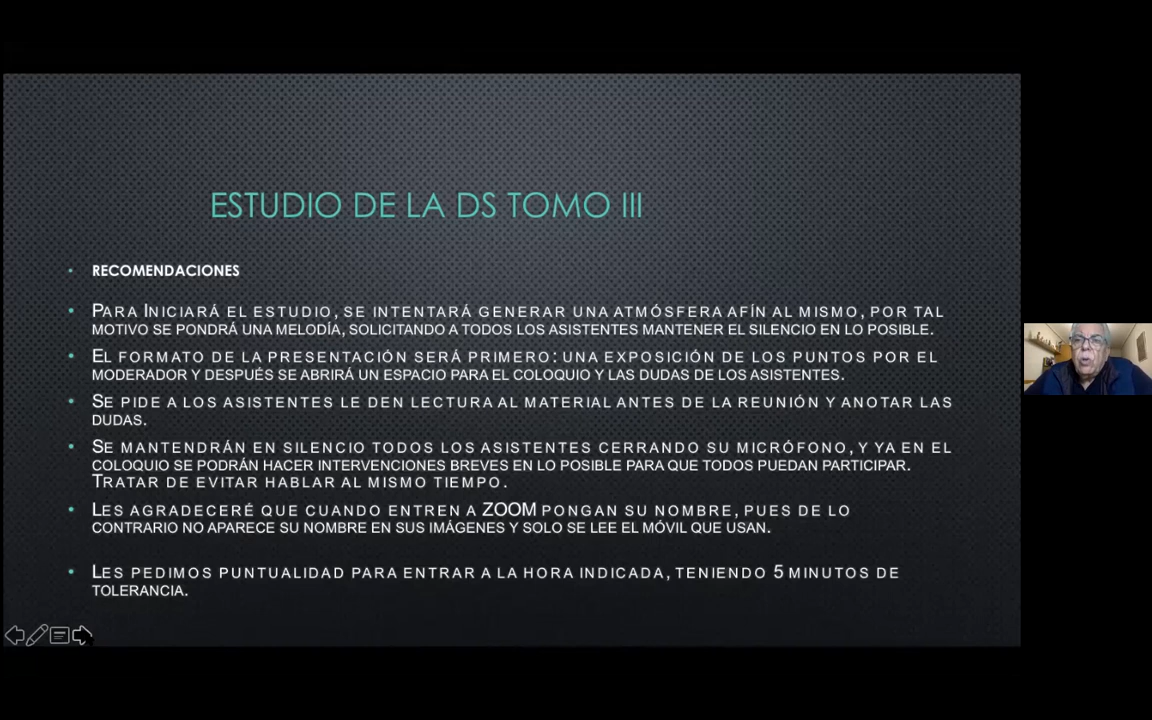 ESTUDIO DE LA DS TOMO III
• RECOMENDACIONES
• PARA INICIARÁ EL ESTUDIO, SE INTENTARÁ GENERAR UNA ATMÓSFERA AFÍN AL MISMO, POR TAL
MOTIVO SE PONDRÁ UNA MELODÍA, SOLICITANDO A TODOS LOS ASISTENTES MANTENER EL SILENCIO EN LO POSIBLE.
• EL FORMATO DE LA PRESENTACIÓN SERÁ PRIMERO: UNA EXPOSICIÓN DE LOS PUNTOS POR EL
MODERADOR Y DESPUÉS SE ABRIRÁ UN ESPACIO PARA EL COLOQUIO Y LAS DUDAS DE LOS ASISTENTES.
• SE PIDE A LOS ASISTENTES LE DEN LECTURA AL MATERIAL ANTES DE LA REUNIÓN Y ANOTAR LAS
DUDAS.
• SE MANTENDRÁN EN SILENCIO TODOS LOS ASISTENTES CERRANDO SU MICRÓFONO, Y YA EN EL
COLOQUIO SE PODRÁN HACER INTERVENCIONES BREVES EN LO POSIBLE PARA QUE TODOS PUEDAN PARTICIPAR.
TRATAR DE EVITAR HABLAR AL MISMO TIEMPO.
• LES AGRADECERÉ QUE CUANDO ENTREN A ZOOM PONGAN SU NOMBRE, PUES DE LO
CONTRARIO NO APARECE SU NOMBRE EN SUS IMÁGENES Y SOLO SE LEE EL MÓVIL QUE USAN.
• LES PEDIMOS PUNTUALIDAD PARA ENTRAR A LA HORA INDICADA, TENIENDO 5 MINUTOS DE
TOLERANCIA.